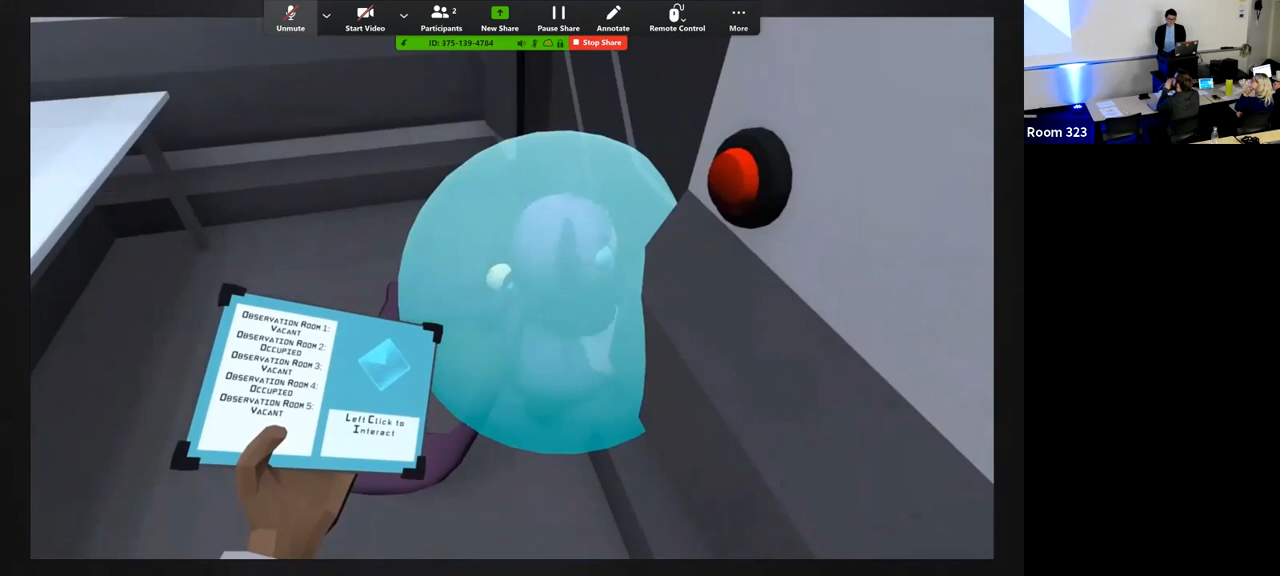 2
Unmute
Start Video
Participants
New Share
Pause Share
Annotate
Remote Control
More
ID: 375-139-4784
Stop Share
Room 323
Observation Room 1:
Vacant
Observation Room 2:
Occupied
Observation Room 3:
Vacant
Observation Room 4:
Occupied
Observation Room 5:
Vacant
Left Click to
Interact